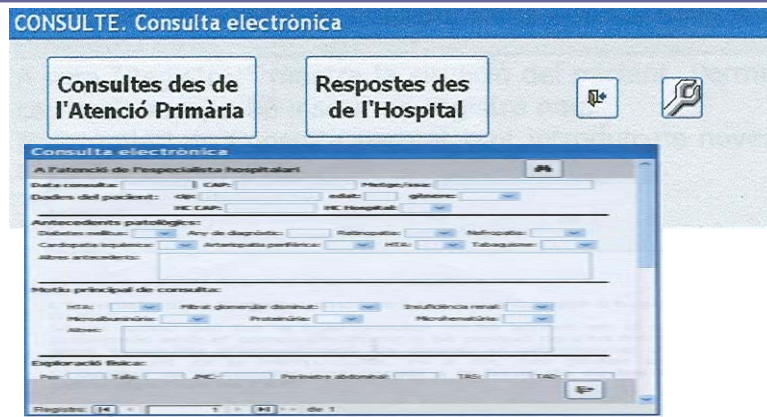 CONSULTE. Consulta electrònica
Consultes des de
l'Atenció Primària
Respostes des
de l'Hospital
Consulta electrònica
A l'atenció de l'especialista hospitalari
Data consulta: CAP: Metge/ssa:
Dades del pacient: cip: edat: gènere:
HC CAP: HC Hospital:
Antecedents patològics:
Diabetes mellitus: Any de diagnòstic: Retinopatia: Nefropatia:
Cardiopatia isquèmica: Arteriopatia perifèrica: HTA: Tabaquisme:
Altres antecedents:
Motiu principal de consulta:
HTA: Filtrat glomerular disminuït: Insuficiència renal:
Microalbuminúria: Proteinúria: Microhematúria:
Altres:
Exploració física:
Pes: Talla: IMC: Perímetre abdominal: TAS: TAD:
Registre: 1 de 1